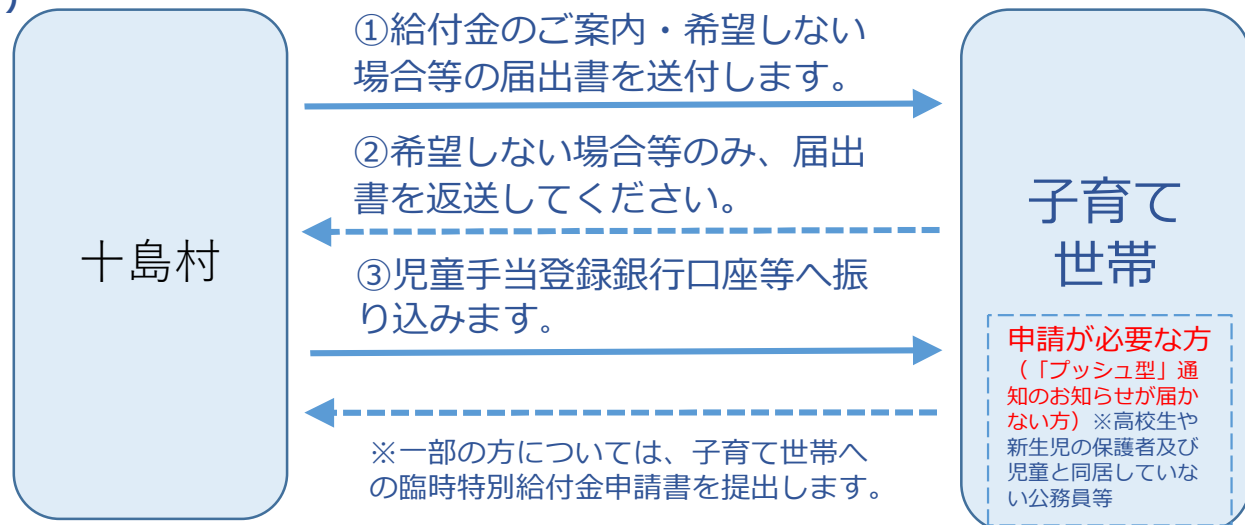 十島村
①給付金のご案内・希望しない
場合等の届出書を送付します。
②希望しない場合等のみ、届出
書を返送してください。
③児童手当登録銀行口座等へ振
り込みます。
※一部の方については、子育て世帯へ
の臨時特別給付金申請書を提出します。
子育て
世帯
申請が必要な方
（「プッシュ型」通
知のお知らせが届か
ない方）※高校生や
新生児の保護者及び
児童と同居していな
い公務員等